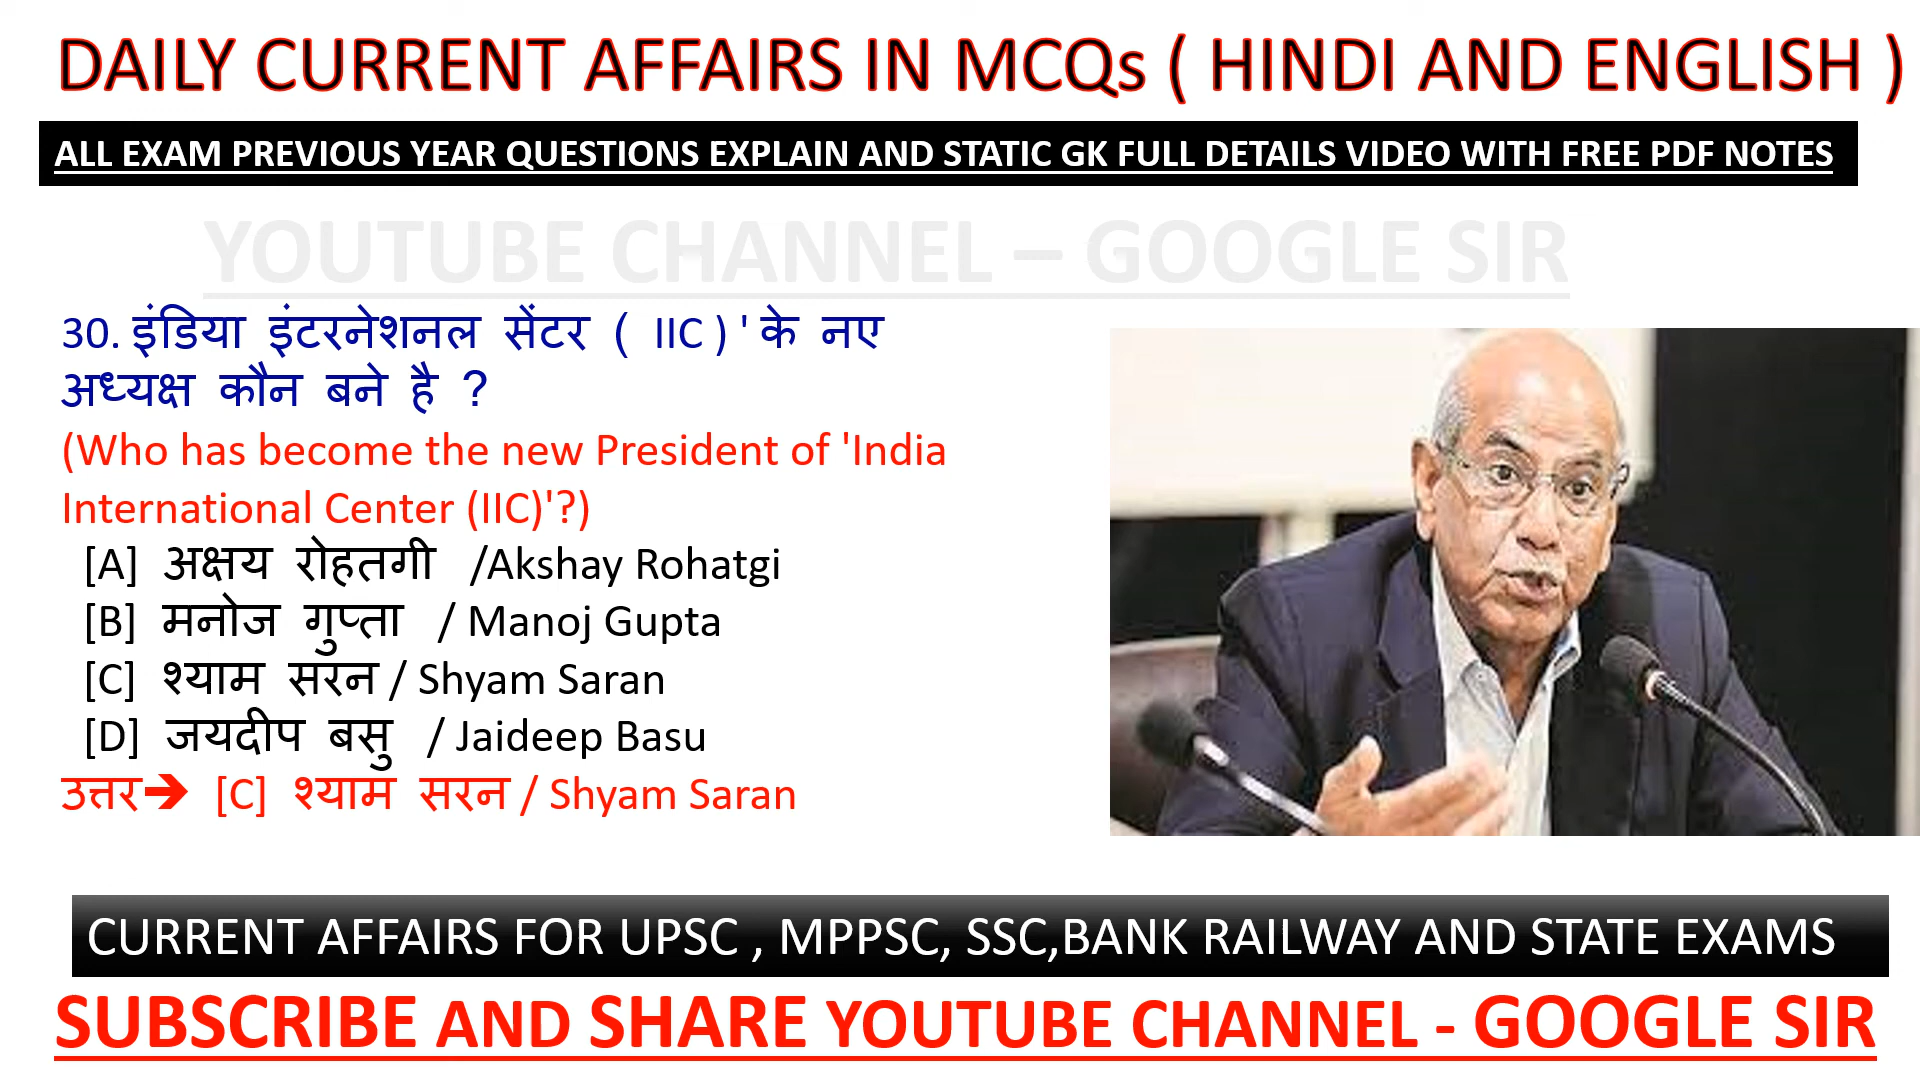 DAILY CURRENT AFFAIRS IN MCQs ( HINDI AND ENGLISH )
ALL EXAM PREVIOUS YEAR QUESTIONS EXPLAIN AND STATIC GK FULL DETAILS VIDEO WITH FREE PDF NOTES
YOUTUBE CHANNEL – GOOGLE SIR
30. इंडिया इंटरनेशनल सेंटर ( IIC ) ' के नए
अध्यक्ष कौन बने है ?
(Who has become the new President of 'India
International Center (IIC)'?)
[A] अक्षय रोहतगी /Akshay Rohatgi
[B] मनोज गुप्ता / Manoj Gupta
[C] श्याम सरन / Shyam Saran
[D] जयदीप बसु / Jaideep Basu
उत्तर➔ [C] श्याम सरन / Shyam Saran
CURRENT AFFAIRS FOR UPSC , MPPSC, SSC,BANK RAILWAY AND STATE EXAMS
SUBSCRIBE AND SHARE YOUTUBE CHANNEL - GOOGLE SIR